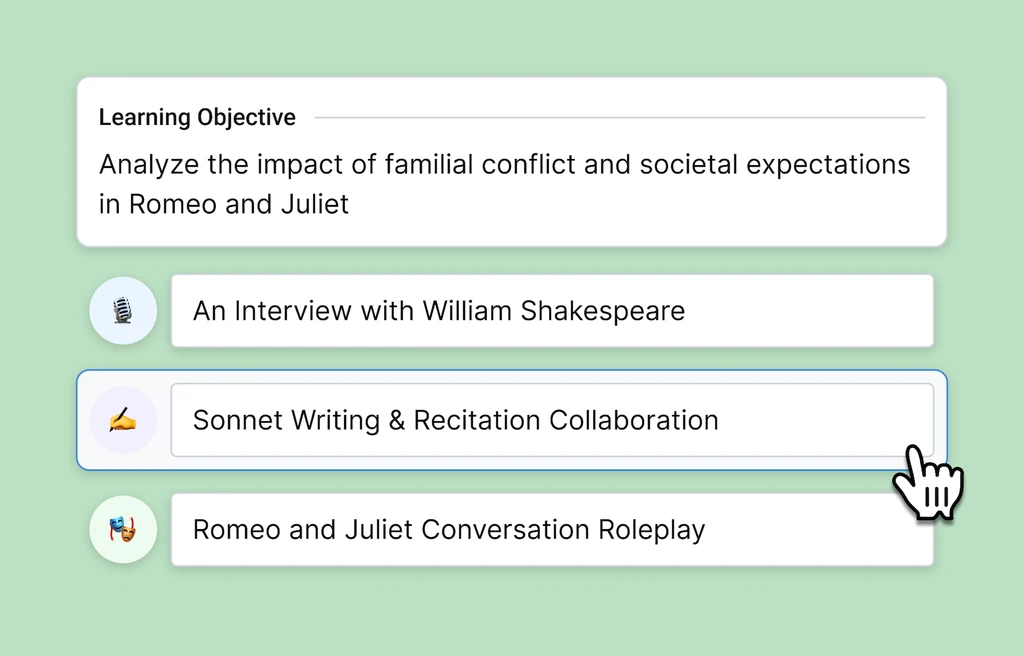 Learning Objective
Analyze the impact of familial conflict and societal expectations
in Romeo and Juliet
An Interview with William Shakespeare
Sonnet Writing & Recitation Collaboration
Romeo and Juliet Conversation Roleplay